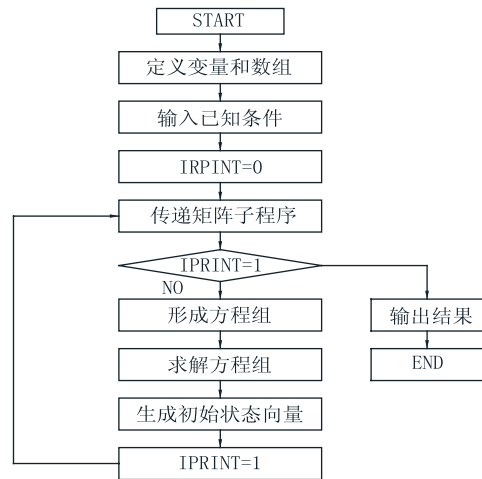 START
定义变量和数组
输入已知条件
IRPINT=0
传递矩阵子程序
IPRINT=1
NO
形成方程组
输出结果
求解方程组
END
生成初始状态向量
IPRINT=1